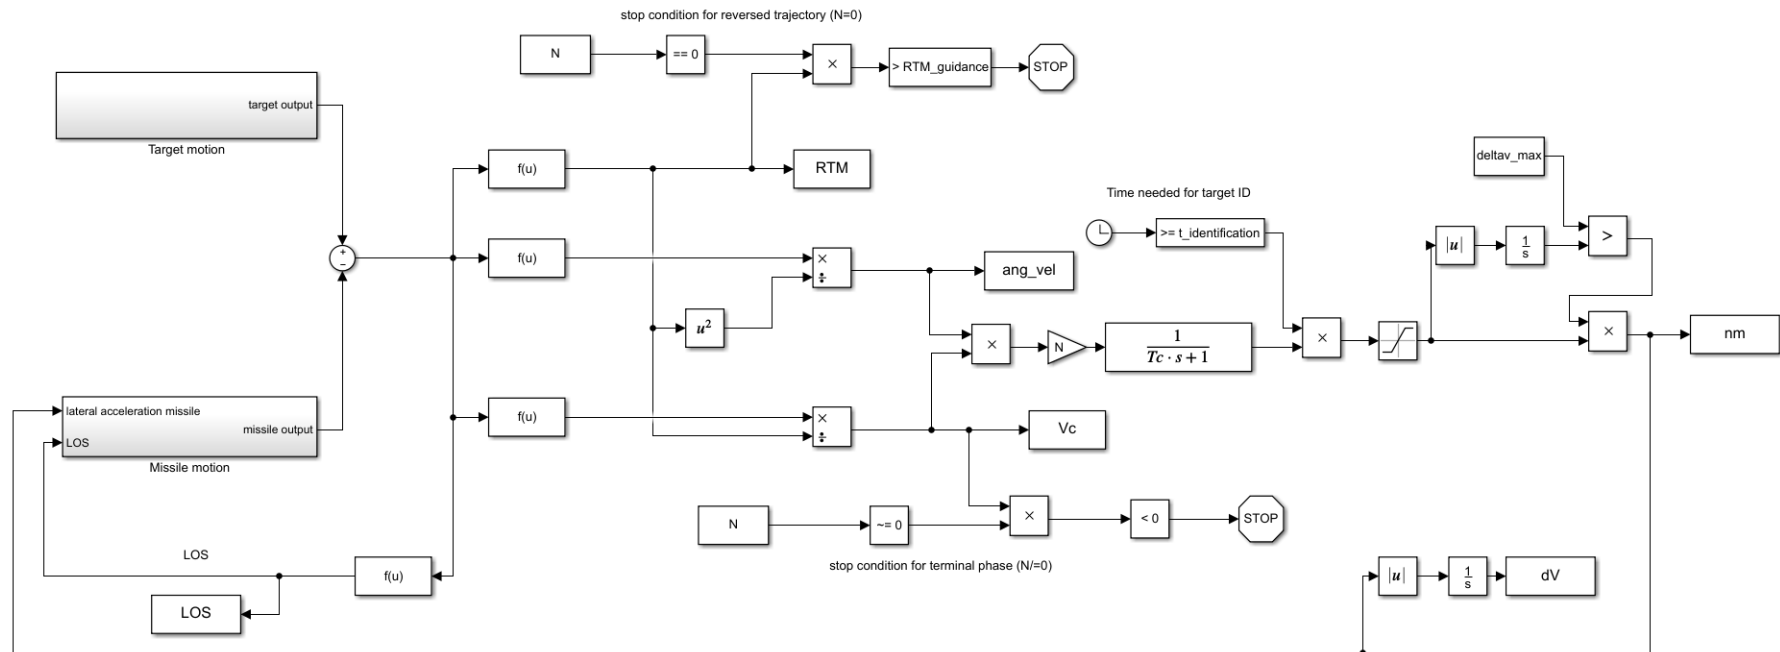 stop condition for reversed trajectory (N=0)
N
== 0
×
> RTM_guidance
STOP
target output
Target motion
f(u)
RTM
deltav_max
Time needed for target ID
>= t_identification
|u|
1
s
>
+
−
f(u)
×
÷
ang_vel
u²
×
N
1
Tc · s + 1
×
×
nm
lateral acceleration missile
LOS
missile output
Missile motion
f(u)
×
÷
Vc
N
~= 0
×
< 0
STOP
stop condition for terminal phase (N/=0)
LOS
f(u)
LOS
|u|
1
s
dV